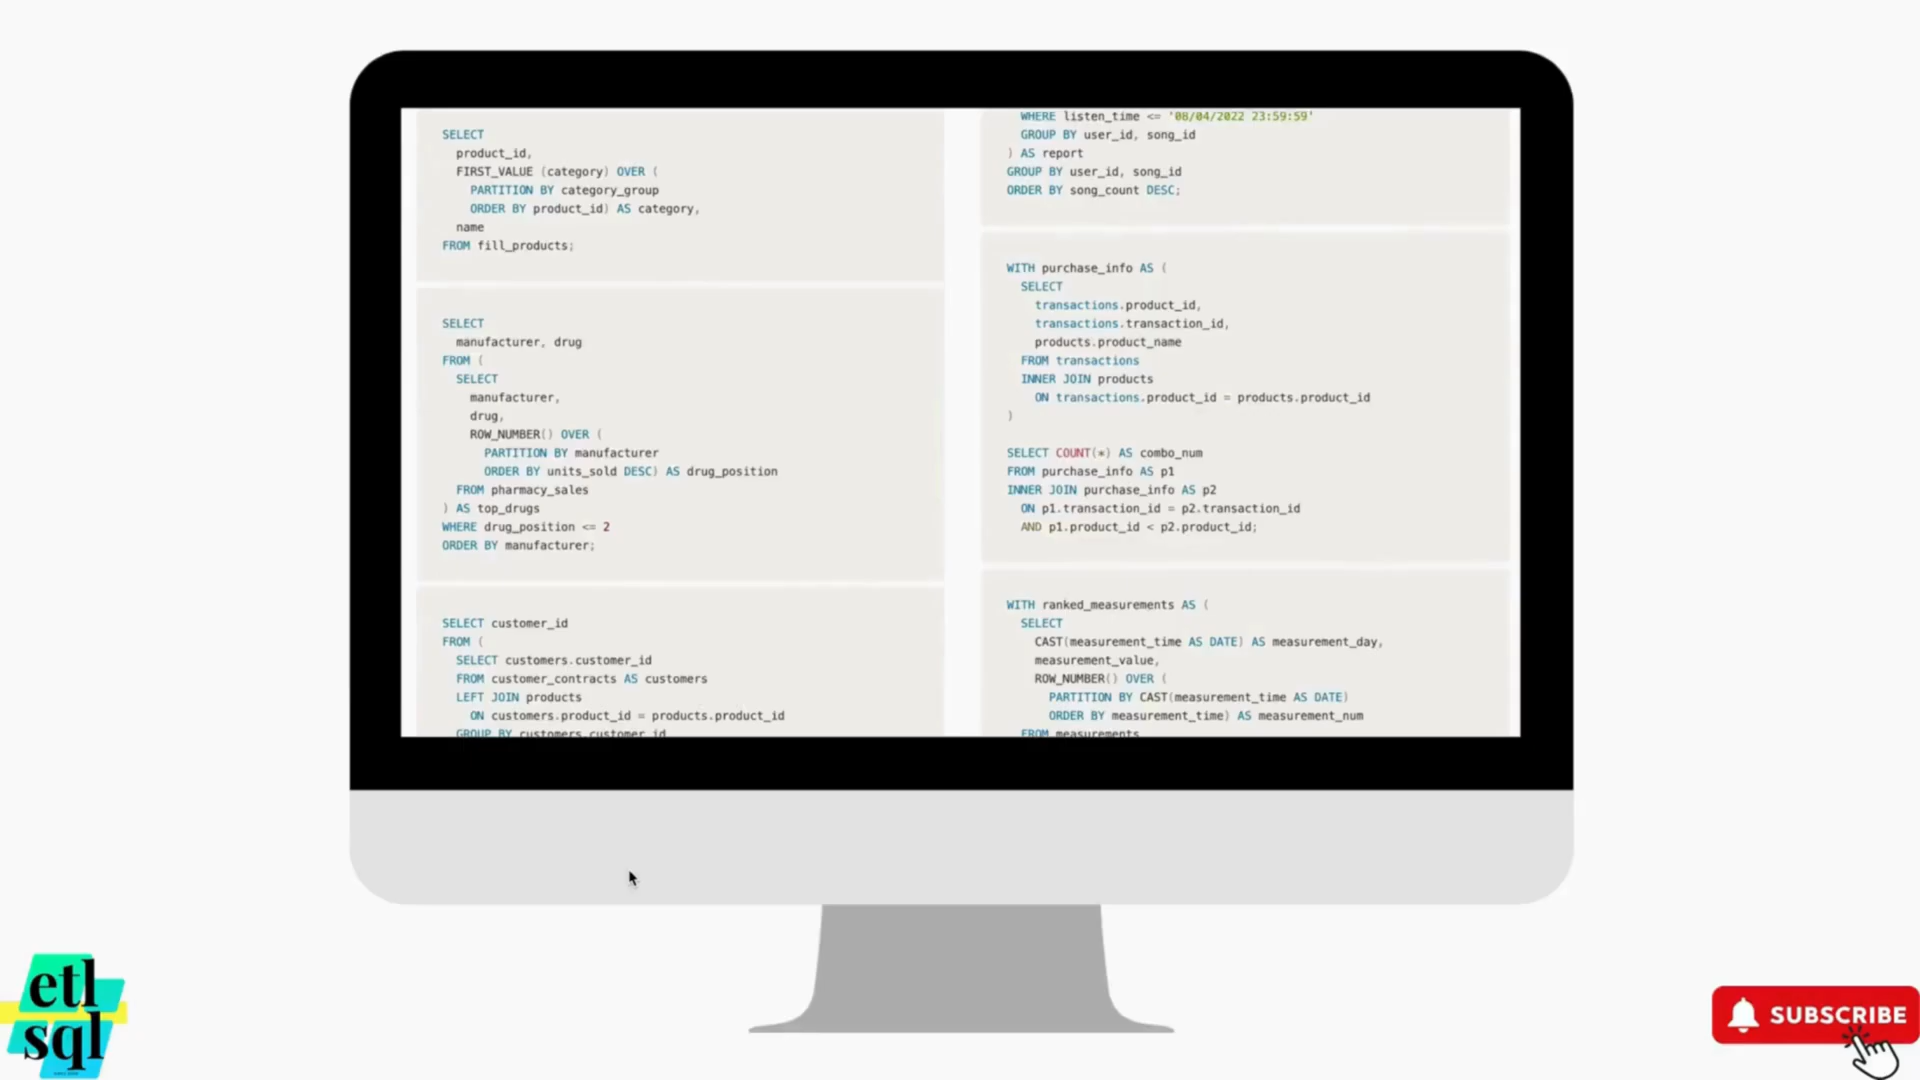 SELECT
product_id,
FIRST_VALUE (category) OVER (
PARTITION BY category_group
ORDER BY product_id) AS category,
name
FROM fill_products;
SELECT
manufacturer, drug
FROM (
SELECT
manufacturer,
drug,
ROW_NUMBER() OVER (
PARTITION BY manufacturer
ORDER BY units_sold DESC) AS drug_position
FROM pharmacy_sales
) AS top_drugs
WHERE drug_position <= 2
ORDER BY manufacturer;
SELECT customer_id
FROM (
SELECT customers.customer_id
FROM customer_contracts AS customers
LEFT JOIN products
ON customers.product_id = products.product_id
GROUP BY customers.customer_id
WHERE listen_time <= '08/04/2022 23:59:59'
GROUP BY user_id, song_id
) AS report
GROUP BY user_id, song_id
ORDER BY song_count DESC;
WITH purchase_info AS (
SELECT
transactions.product_id,
transactions.transaction_id,
products.product_name
FROM transactions
INNER JOIN products
ON transactions.product_id = products.product_id
)
SELECT COUNT(*) AS combo_num
FROM purchase_info AS p1
INNER JOIN purchase_info AS p2
ON p1.transaction_id = p2.transaction_id
AND p1.product_id < p2.product_id;
WITH ranked_measurements AS (
SELECT
CAST(measurement_time AS DATE) AS measurement_day,
measurement_value,
ROW_NUMBER() OVER (
PARTITION BY CAST(measurement_time AS DATE)
ORDER BY measurement_time) AS measurement_num
FROM measurements
etl
sql
SUBSCRIBE